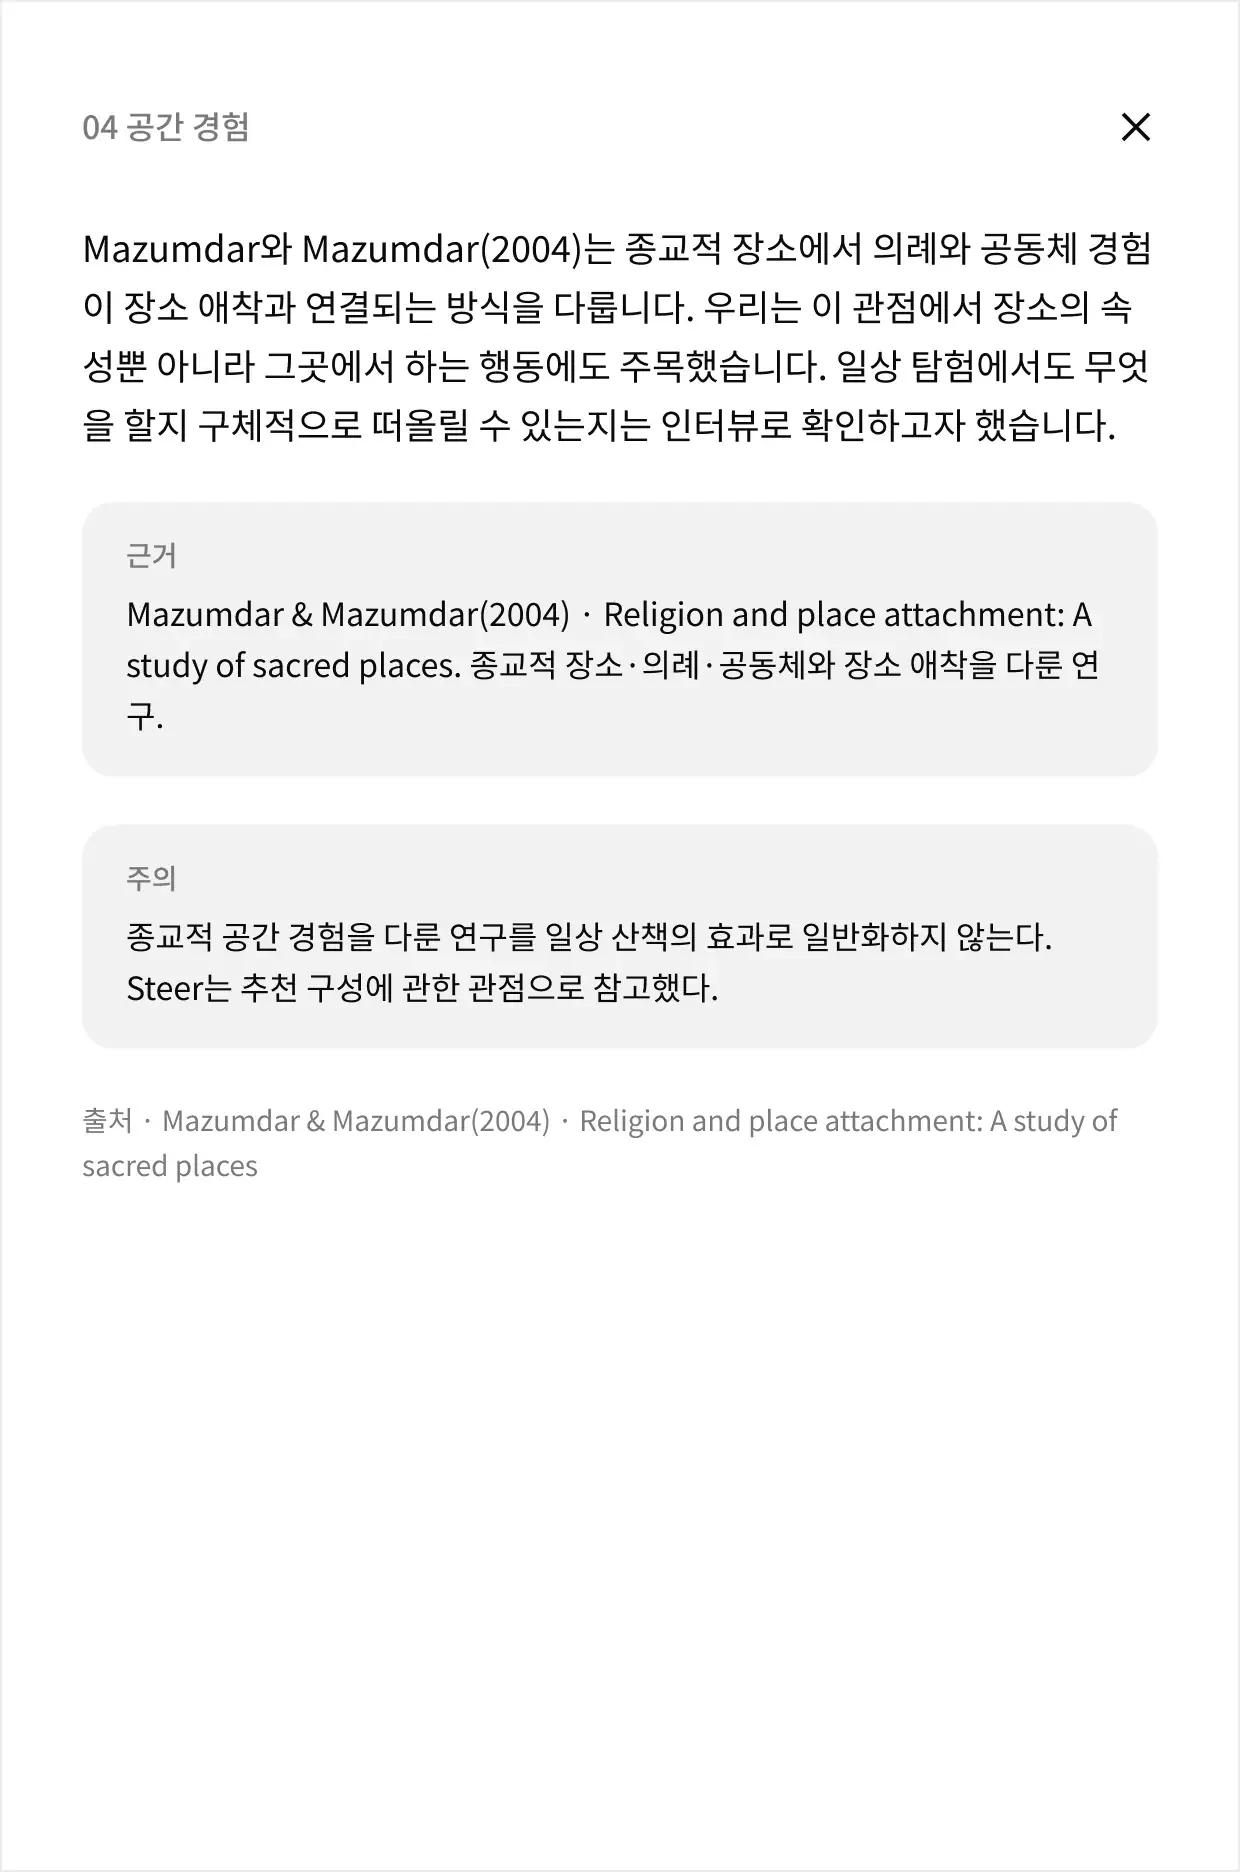 04 공간 경험
Mazumdar와 Mazumdar(2004)는 종교적 장소에서 의례와 공동체 경험
이 장소 애착과 연결되는 방식을 다룹니다. 우리는 이 관점에서 장소의 속
성뿐 아니라 그곳에서 하는 행동에도 주목했습니다. 일상 탐험에서도 무엇
을 할지 구체적으로 떠올릴 수 있는지는 인터뷰로 확인하고자 했습니다.
근거
Mazumdar & Mazumdar(2004) · Religion and place attachment: A
study of sacred places. 종교적 장소·의례·공동체와 장소 애착을 다룬 연
구.
주의
종교적 공간 경험을 다룬 연구를 일상 산책의 효과로 일반화하지 않는다.
Steer는 추천 구성에 관한 관점으로 참고했다.
출처 · Mazumdar & Mazumdar(2004) · Religion and place attachment: A study of
sacred places